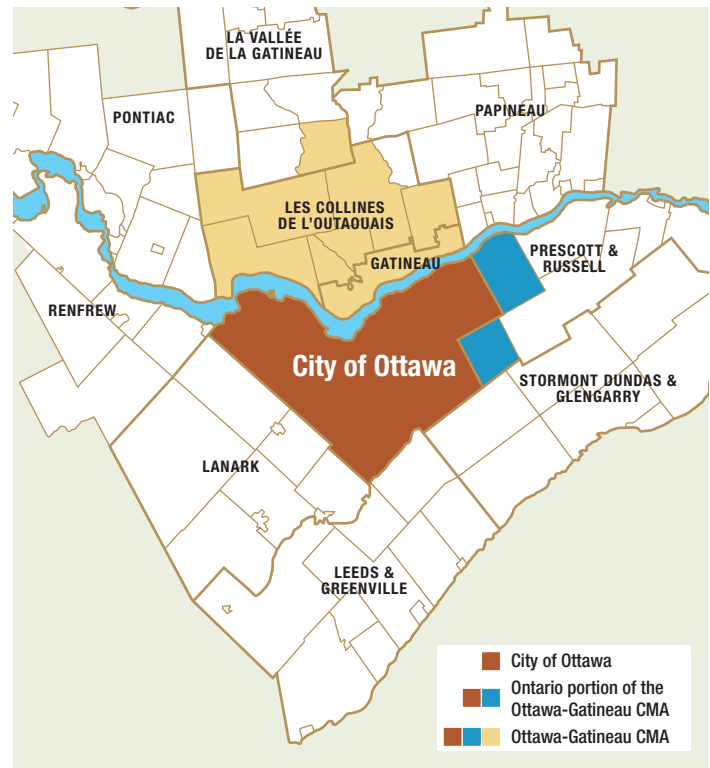 LA VALLÉE
DE LA GATINEAU
PONTIAC
PAPINEAU
LES COLLINES
DE L'OUTAOUAIS
GATINEAU
PRESCOTT &
RUSSELL
RENFREW
City of Ottawa
STORMONT DUNDAS &
GLENGARRY
LANARK
LEEDS &
GREENVILLE
City of Ottawa
Ontario portion of the
Ottawa-Gatineau CMA
Ottawa-Gatineau CMA